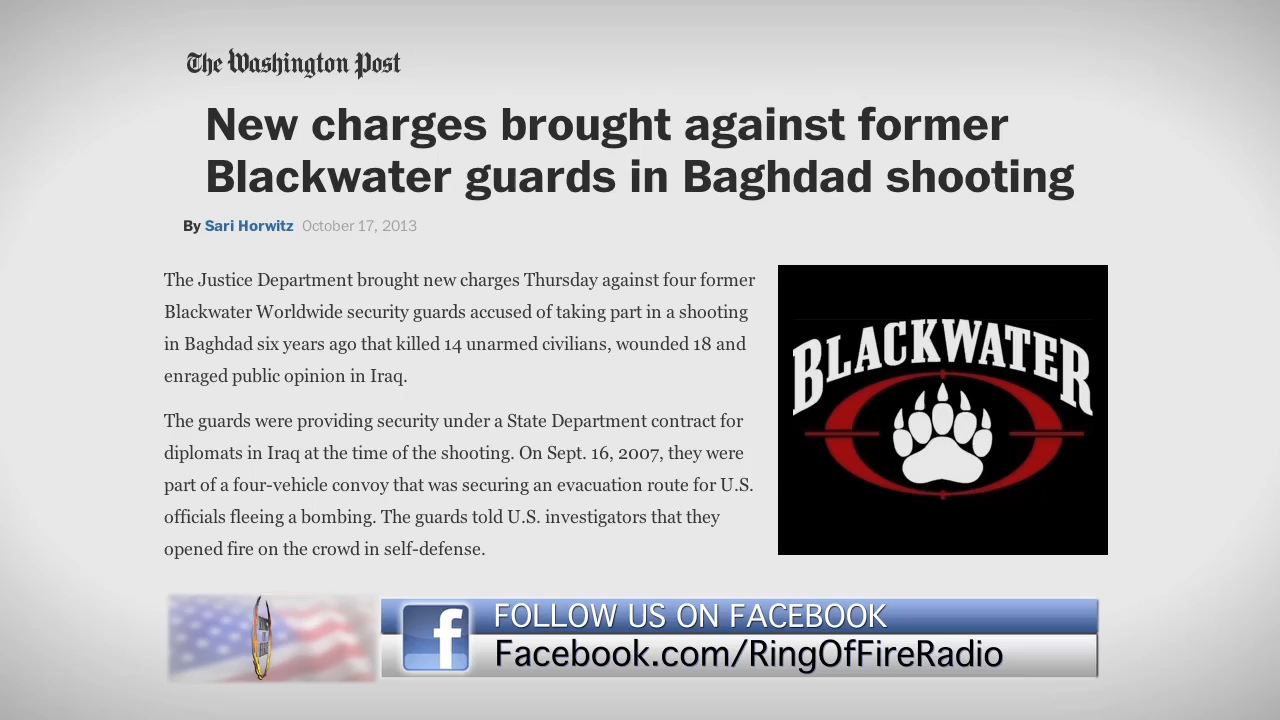 The Washington Post
New charges brought against former
Blackwater guards in Baghdad shooting
By Sari Horwitz October 17, 2013
The Justice Department brought new charges Thursday against four former
Blackwater Worldwide security guards accused of taking part in a shooting
in Baghdad six years ago that killed 14 unarmed civilians, wounded 18 and
enraged public opinion in Iraq.
The guards were providing security under a State Department contract for
diplomats in Iraq at the time of the shooting. On Sept. 16, 2007, they were
part of a four-vehicle convoy that was securing an evacuation route for U.S.
officials fleeing a bombing. The guards told U.S. investigators that they
opened fire on the crowd in self-defense.
BLACKWATER
f
FOLLOW US ON FACEBOOK
Facebook.com/RingOfFireRadio